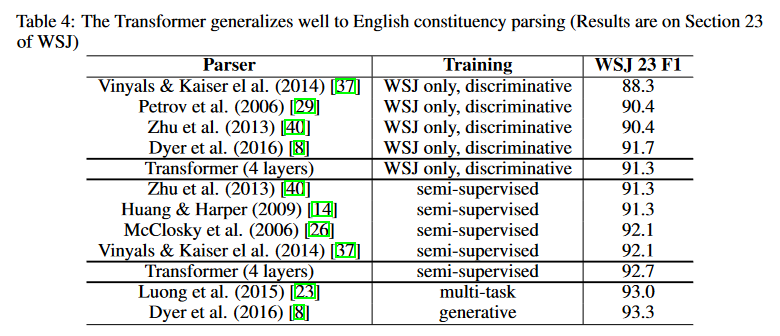 Table 4: The Transformer generalizes well to English constituency parsing (Results are on Section 23
of WSJ)
Parser Training WSJ 23 F1
Vinyals & Kaiser el al. (2014) [37] WSJ only, discriminative 88.3
Petrov et al. (2006) [29] WSJ only, discriminative 90.4
Zhu et al. (2013) [40] WSJ only, discriminative 90.4
Dyer et al. (2016) [8] WSJ only, discriminative 91.7
Transformer (4 layers) WSJ only, discriminative 91.3
Zhu et al. (2013) [40] semi-supervised 91.3
Huang & Harper (2009) [14] semi-supervised 91.3
McClosky et al. (2006) [26] semi-supervised 92.1
Vinyals & Kaiser el al. (2014) [37] semi-supervised 92.1
Transformer (4 layers) semi-supervised 92.7
Luong et al. (2015) [23] multi-task 93.0
Dyer et al. (2016) [8] generative 93.3